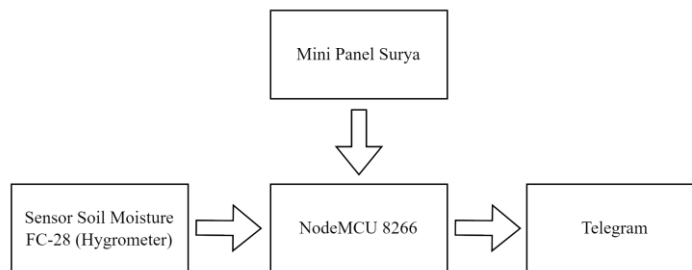 Mini Panel Surya
Sensor Soil Moisture
FC-28 (Hygrometer)
NodeMCU 8266
Telegram